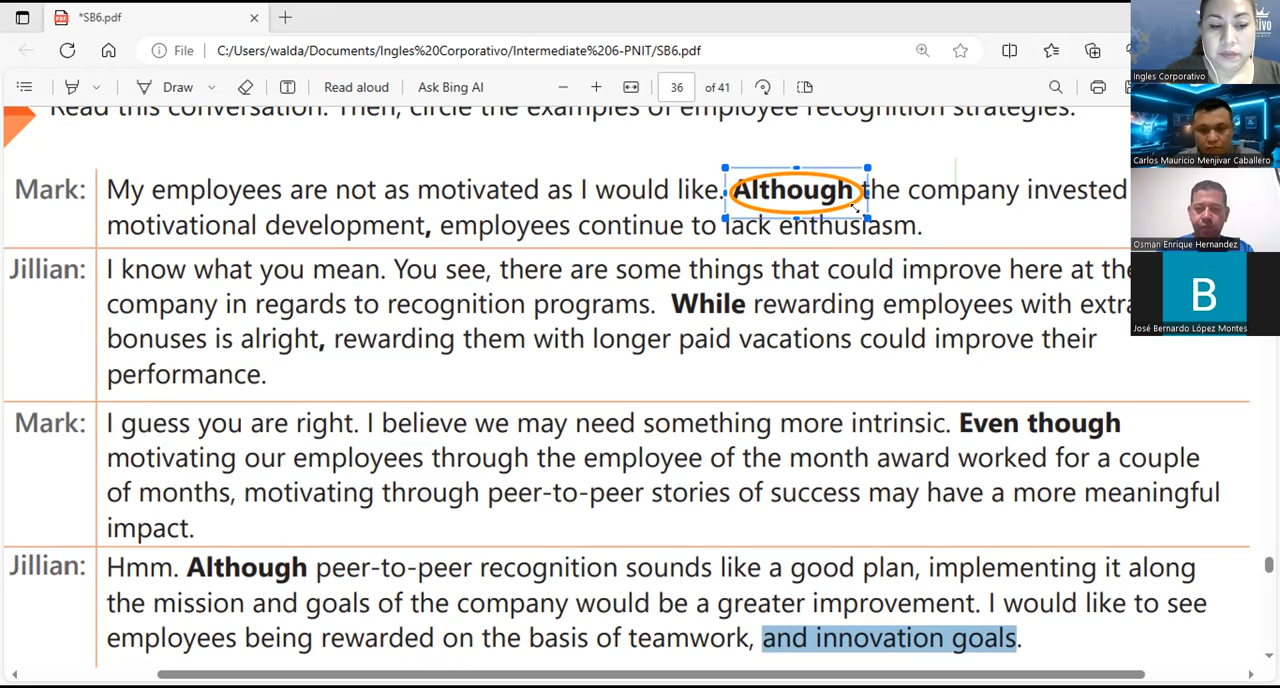 *SB6.pdf
File C:/Users/walda/Documents/Ingles%20Corporativo/Intermediate%206-PNIT/SB6.pdf
Draw Read aloud Ask Bing AI 36 of 41
Read this conversation. Then, circle the examples of employee recognition strategies.
Mark: My employees are not as motivated as I would like. Although the company invested
motivational development, employees continue to lack enthusiasm.
Jillian: I know what you mean. You see, there are some things that could improve here at the
company in regards to recognition programs. While rewarding employees with extra
bonuses is alright, rewarding them with longer paid vacations could improve their
performance.
Mark: I guess you are right. I believe we may need something more intrinsic. Even though
motivating our employees through the employee of the month award worked for a couple
of months, motivating through peer-to-peer stories of success may have a more meaningful
impact.
Jillian: Hmm. Although peer-to-peer recognition sounds like a good plan, implementing it along
the mission and goals of the company would be a greater improvement. I would like to see
employees being rewarded on the basis of teamwork, and innovation goals.
Ingles Corporativo
Carlos Mauricio Menjivar Caballero
Osman Enrique Hernandez
B
José Bernardo López Montes